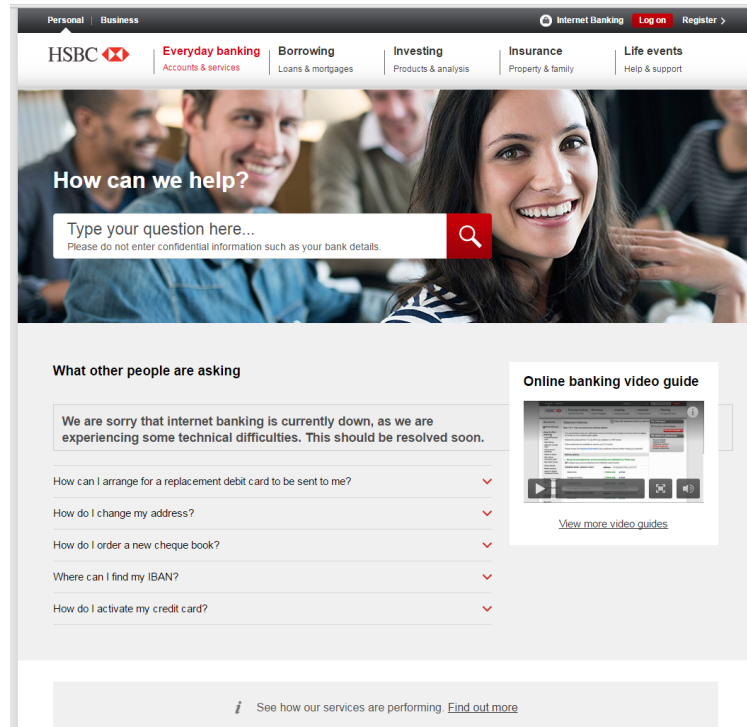 Personal | Business
Internet Banking
Log on
Register >
HSBC
Everyday banking
Accounts & services
Borrowing
Loans & mortgages
Investing
Products & analysis
Insurance
Property & family
Life events
Help & support
How can we help?
Type your question here...
Please do not enter confidential information such as your bank details.
What other people are asking
We are sorry that internet banking is currently down, as we are
experiencing some technical difficulties. This should be resolved soon.
How can I arrange for a replacement debit card to be sent to me?
How do I change my address?
How do I order a new cheque book?
Where can I find my IBAN?
How do I activate my credit card?
Online banking video guide
View more video guides
i See how our services are performing. Find out more